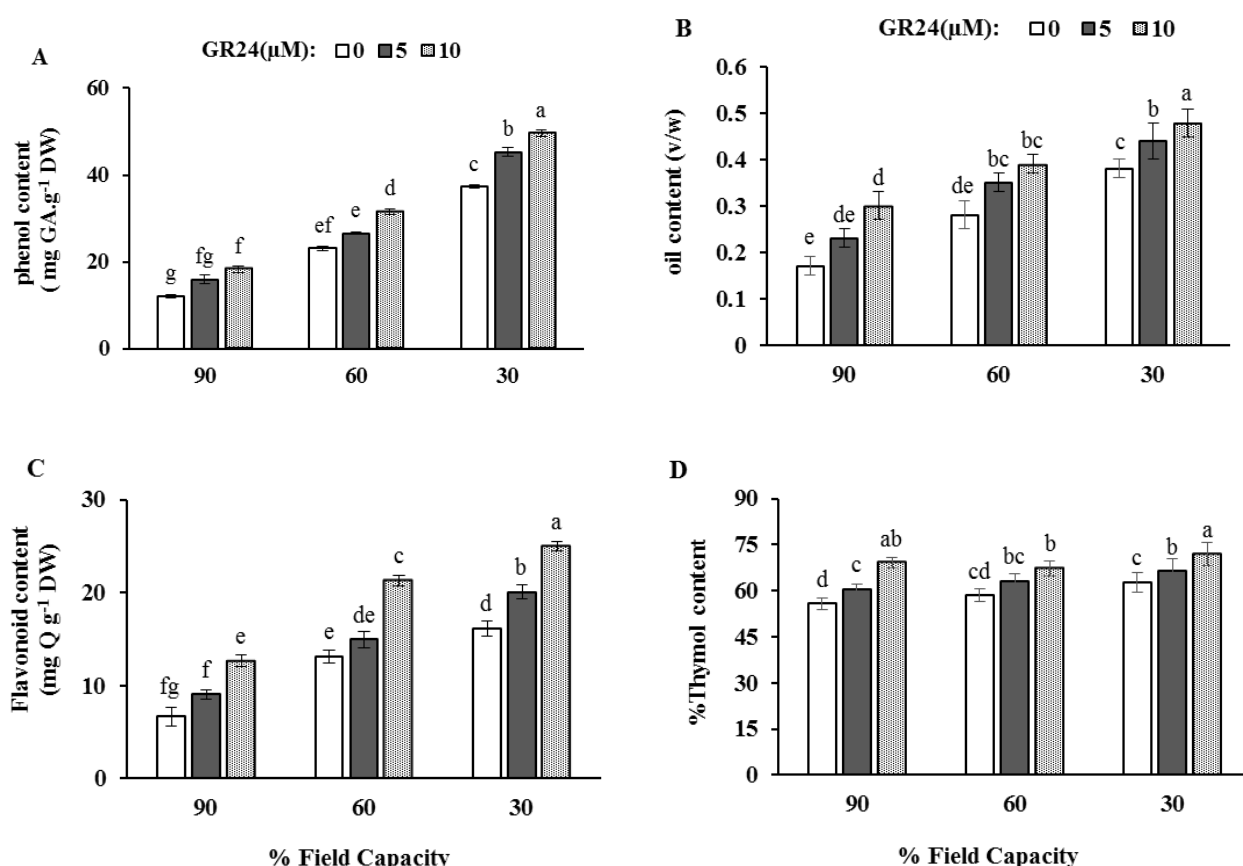 A
GR24(μM): 0 5 10
phenol content
( mg GA.g-1 DW)
60
40
20
0
g fg f
ef e d
c b a
90 60 30
B
GR24(μM): 0 5 10
oil content (v/w)
0.6
0.5
0.4
0.3
0.2
0.1
0
e de d
de bc bc
c b a
90 60 30
C
Flavonoid content
(mg Q g-1 DW)
30
20
10
0
fg f e
e de c
d b a
90 60 30
% Field Capacity
D
%Thymol content
90
75
60
45
30
15
0
d c ab
cd bc b
c b a
90 60 30
% Field Capacity